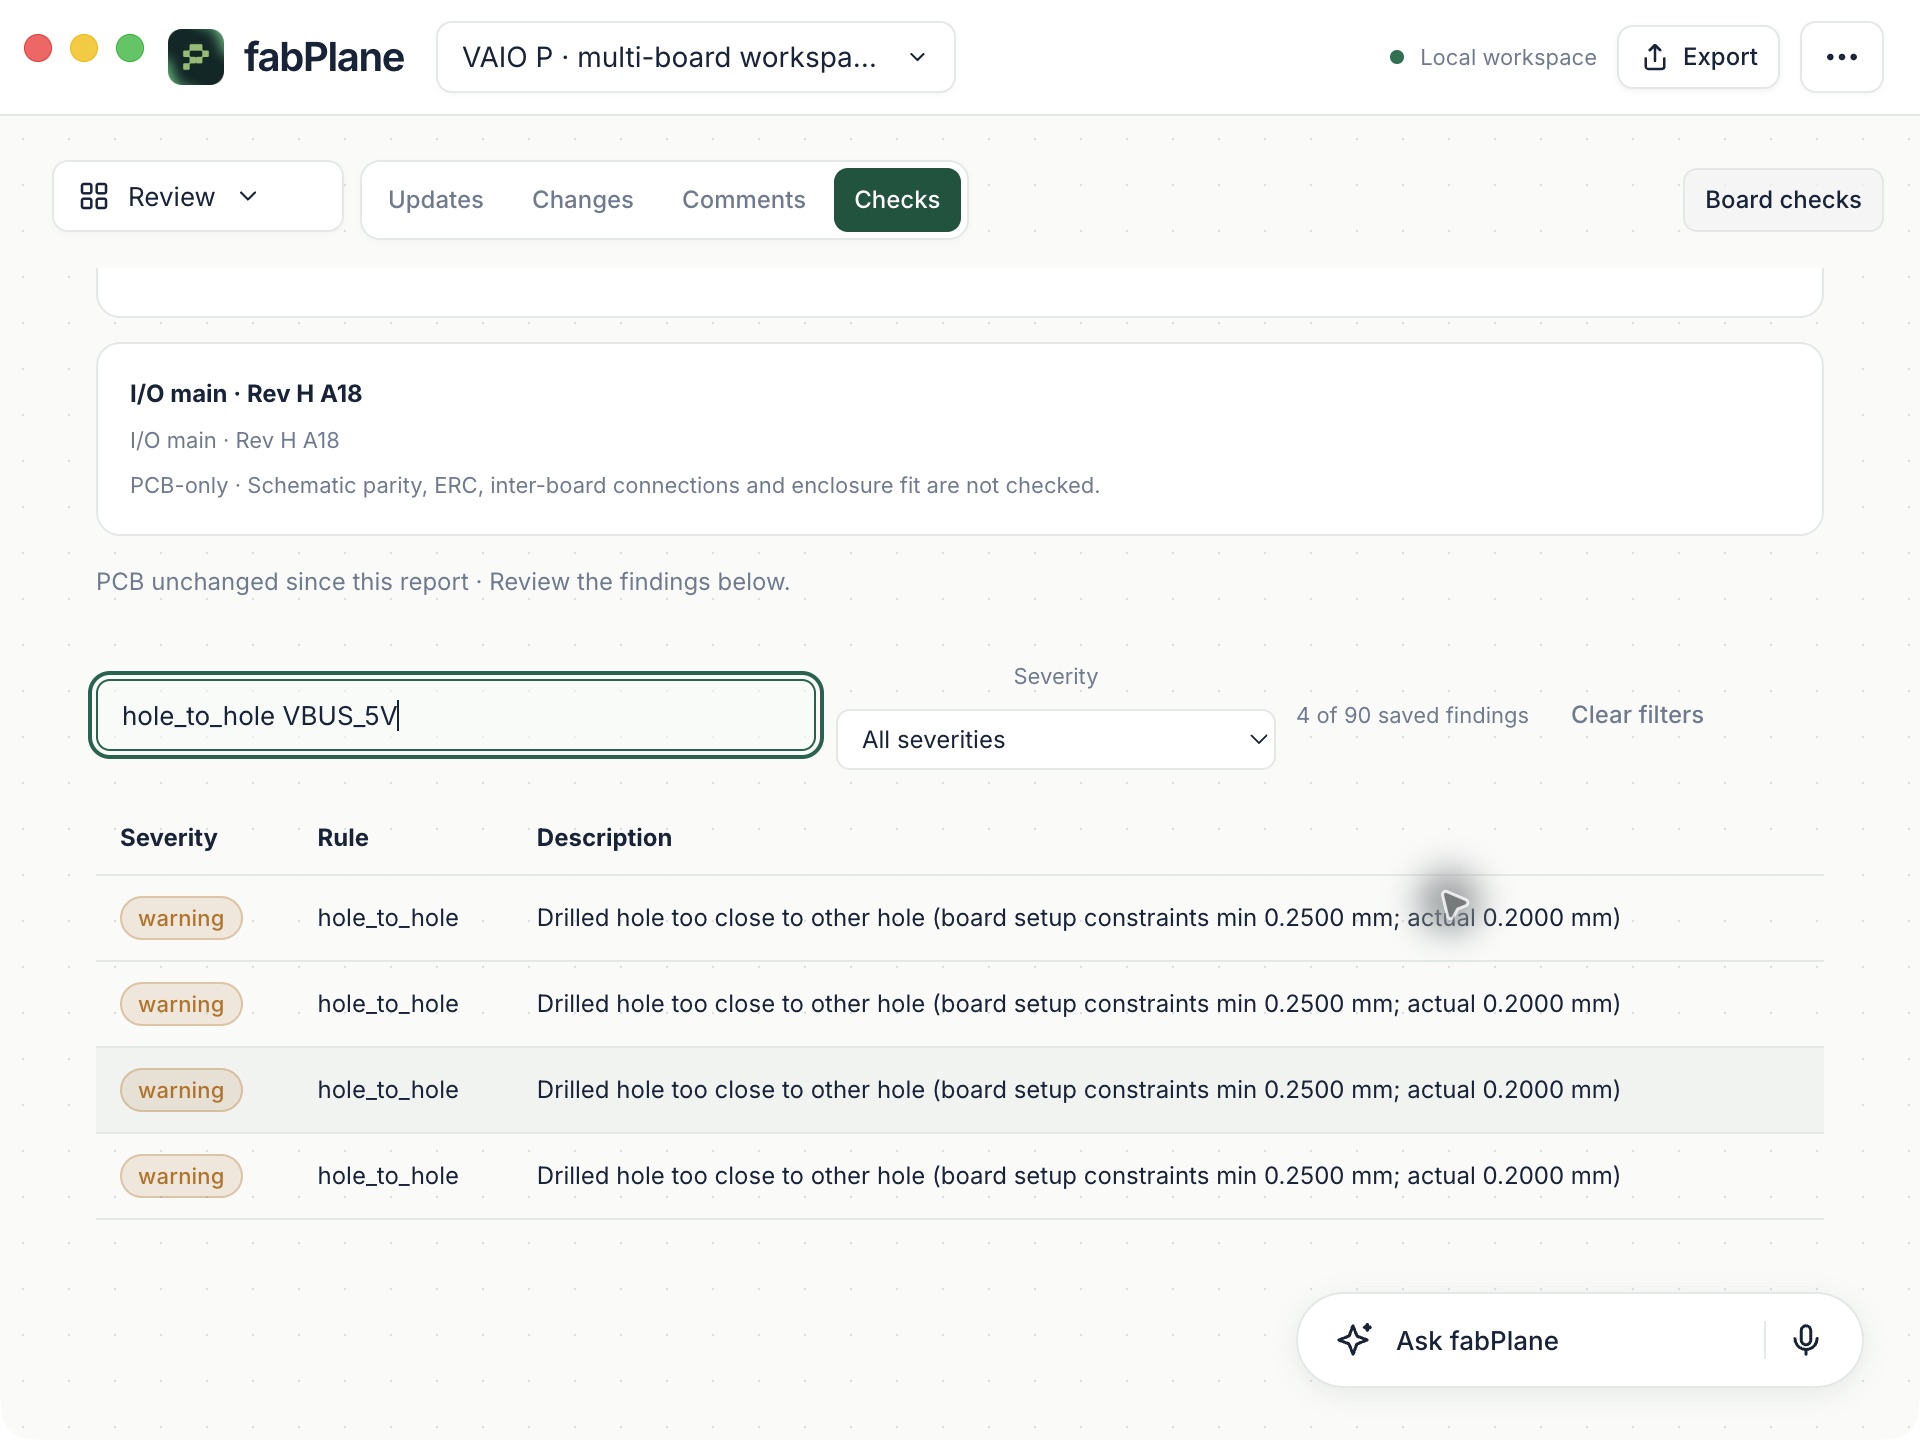 fabPlane
VAIO P · multi-board workspa...
Local workspace
Export
Review
Updates
Changes
Comments
Checks
Board checks
I/O main · Rev H A18
I/O main · Rev H A18
PCB-only · Schematic parity, ERC, inter-board connections and enclosure fit are not checked.
PCB unchanged since this report · Review the findings below.
Severity
hole_to_hole VBUS_5V
All severities
4 of 90 saved findings
Clear filters
Severity Rule Description
warning hole_to_hole Drilled hole too close to other hole (board setup constraints min 0.2500 mm; actual 0.2000 mm)
warning hole_to_hole Drilled hole too close to other hole (board setup constraints min 0.2500 mm; actual 0.2000 mm)
warning hole_to_hole Drilled hole too close to other hole (board setup constraints min 0.2500 mm; actual 0.2000 mm)
warning hole_to_hole Drilled hole too close to other hole (board setup constraints min 0.2500 mm; actual 0.2000 mm)
Ask fabPlane